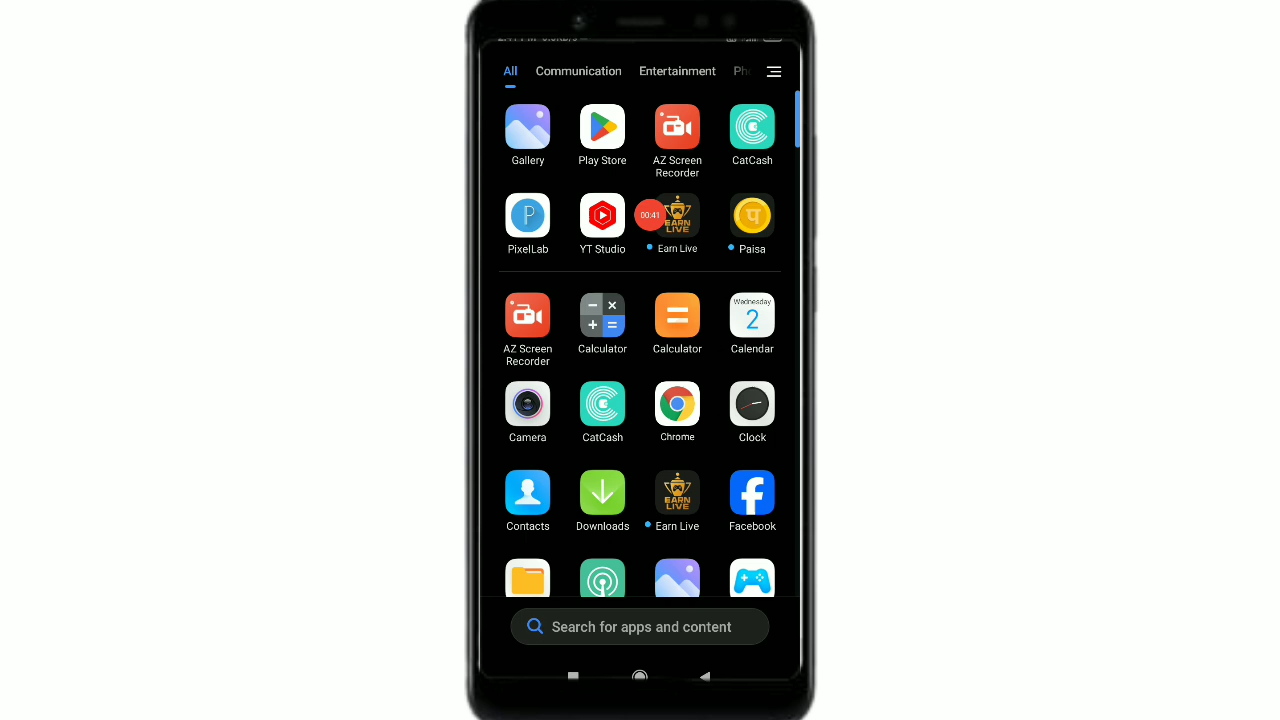 All Communication Entertainment Ph
Gallery Play Store AZ Screen Recorder CatCash
00:41
EARN LIVE
प
PixelLab YT Studio Earn Live Paisa
Wednesday
2
AZ Screen Recorder Calculator Calculator Calendar
Camera CatCash Chrome Clock
EARN LIVE
Contacts Downloads Earn Live Facebook
Search for apps and content